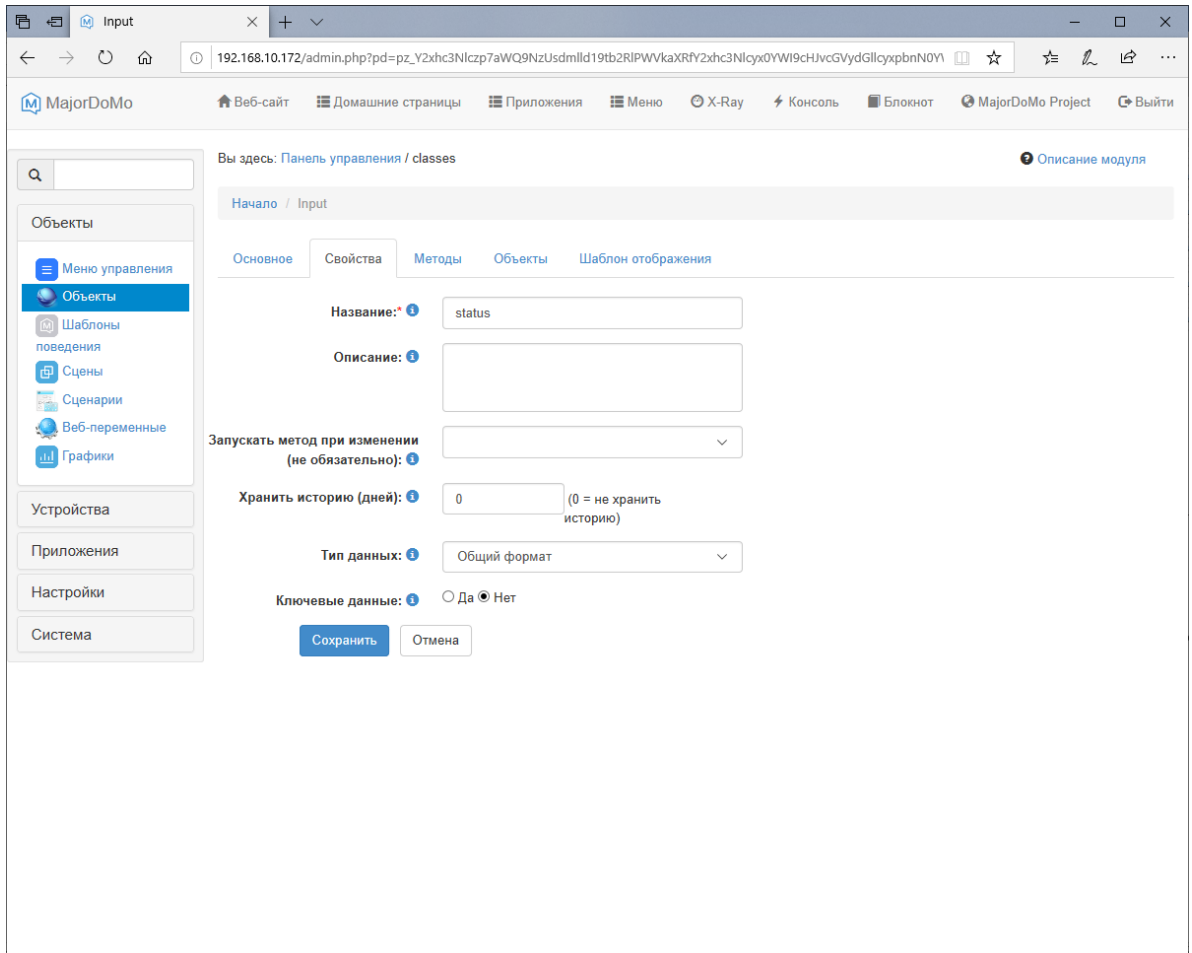 Input
192.168.10.172/admin.php?pd=pz_Y2xhc3Nlczp7aWQ9NzUsdmlld19tb2RlPWVkaXRfY2xhc3Nlcyx0YWI9cHJvcGVydGllcyxpbnN0Y\
MajorDoMo Веб-сайт Домашние страницы Приложения Меню X-Ray Консоль Блокнот MajorDoMo Project Выйти
Вы здесь: Панель управления / classes Описание модуля
Начало / Input
Объекты
Меню управления
Объекты
Шаблоны
поведения
Сцены
Сценарии
Веб-переменные
Графики
Устройства
Приложения
Настройки
Система
Основное Свойства Методы Объекты Шаблон отображения
Название:* status
Описание:
Запускать метод при изменении
(не обязательно):
Хранить историю (дней): 0 (0 = не хранить
историю)
Тип данных: Общий формат
Ключевые данные: Да Нет
Сохранить Отмена